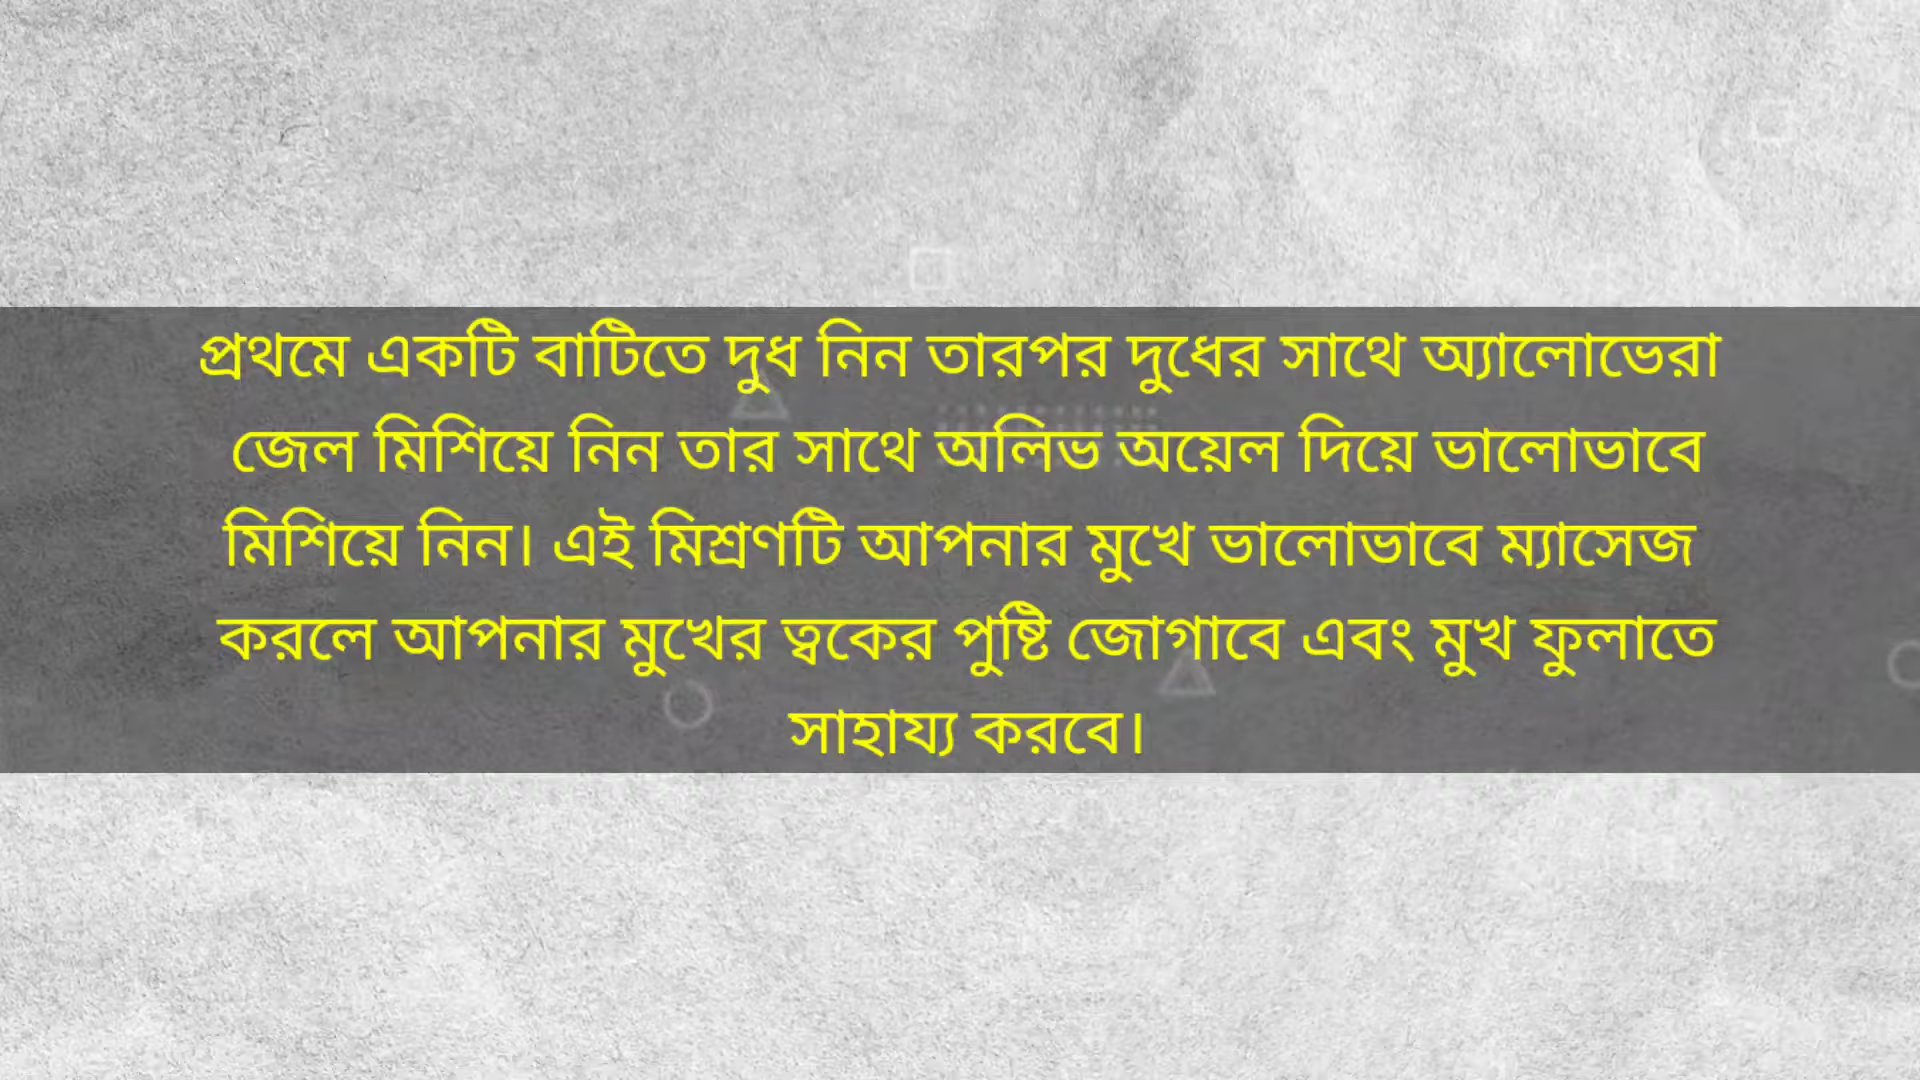 প্রথমে একটি বাটিতে দুধ নিন তারপর দুধের সাথে অ্যালোভেরা
জেল মিশিয়ে নিন তার সাথে অলিভ অয়েল দিয়ে ভালোভাবে
মিশিয়ে নিন। এই মিশ্রণটি আপনার মুখে ভালোভাবে ম্যাসেজ
করলে আপনার মুখের ত্বকের পুষ্টি জোগাবে এবং মুখ ফুলাতে
সাহায্য করবে।